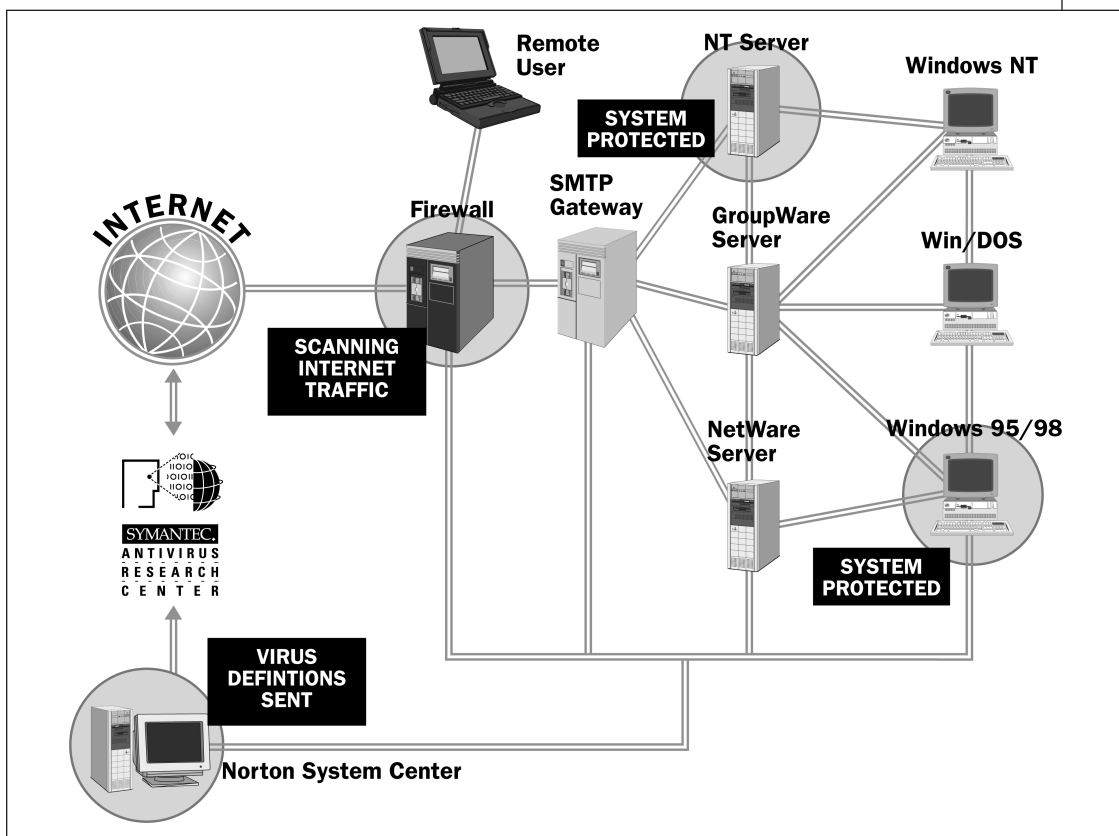 Remote
User
NT Server
Windows NT
SYSTEM
PROTECTED
INTERNET
Firewall
SMTP
Gateway
GroupWare
Server
Win/DOS
SCANNING
INTERNET
TRAFFIC
NetWare
Server
Windows 95/98
SYMANTEC.
ANTIVIRUS
RESEARCH
CENTER
SYSTEM
PROTECTED
VIRUS
DEFINTIONS
SENT
Norton System Center